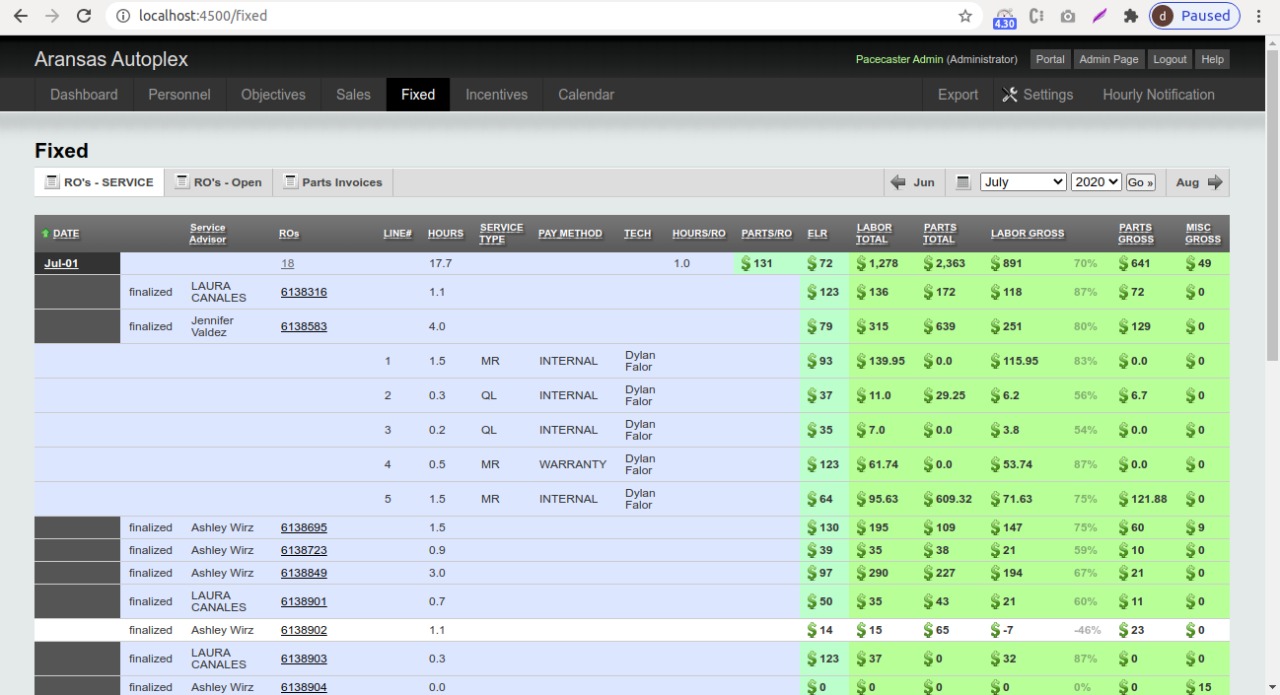 localhost:4500/fixed
4.30
d Paused
Aransas Autoplex
Pacecaster Admin (Administrator) Portal Admin Page Logout Help
Dashboard Personnel Objectives Sales Fixed Incentives Calendar Export Settings Hourly Notification
Fixed
RO's - SERVICE RO's - Open Parts Invoices Jun July 2020 Go » Aug
DATE Service Advisor ROs LINE# HOURS SERVICE TYPE PAY METHOD TECH HOURS/RO PARTS/RO ELR LABOR TOTAL PARTS TOTAL LABOR GROSS PARTS GROSS MISC GROSS
Jul-01 18 17.7 1.0 $ 131 $ 72 $ 1,278 $ 2,363 $ 891 70% $ 641 $ 49
finalized LAURA CANALES 6138316 1.1 $ 123 $ 136 $ 172 $ 118 87% $ 72 $ 0
finalized Jennifer Valdez 6138583 4.0 $ 79 $ 315 $ 639 $ 251 80% $ 129 $ 0
1 1.5 MR INTERNAL Dylan Falor $ 93 $ 139.95 $ 0.0 $ 115.95 83% $ 0.0 $ 0
2 0.3 QL INTERNAL Dylan Falor $ 37 $ 11.0 $ 29.25 $ 6.2 56% $ 6.7 $ 0
3 0.2 QL INTERNAL Dylan Falor $ 35 $ 7.0 $ 0.0 $ 3.8 54% $ 0.0 $ 0
4 0.5 MR WARRANTY Dylan Falor $ 123 $ 61.74 $ 0.0 $ 53.74 87% $ 0.0 $ 0
5 1.5 MR INTERNAL Dylan Falor $ 64 $ 95.63 $ 609.32 $ 71.63 75% $ 121.88 $ 0
finalized Ashley Wirz 6138695 1.5 $ 130 $ 195 $ 109 $ 147 75% $ 60 $ 9
finalized Ashley Wirz 6138723 0.9 $ 39 $ 35 $ 38 $ 21 59% $ 10 $ 0
finalized Ashley Wirz 6138849 3.0 $ 97 $ 290 $ 227 $ 194 67% $ 21 $ 0
finalized LAURA CANALES 6138901 0.7 $ 50 $ 35 $ 43 $ 21 60% $ 11 $ 0
finalized Ashley Wirz 6138902 1.1 $ 14 $ 15 $ 65 $ -7 -46% $ 23 $ 0
finalized LAURA CANALES 6138903 0.3 $ 123 $ 37 $ 0 $ 32 87% $ 0 $ 0
finalized Ashley Wirz 6138904 0.0 $ 0 $ 0 $ 0 $ 0 0% $ 0 $ 15